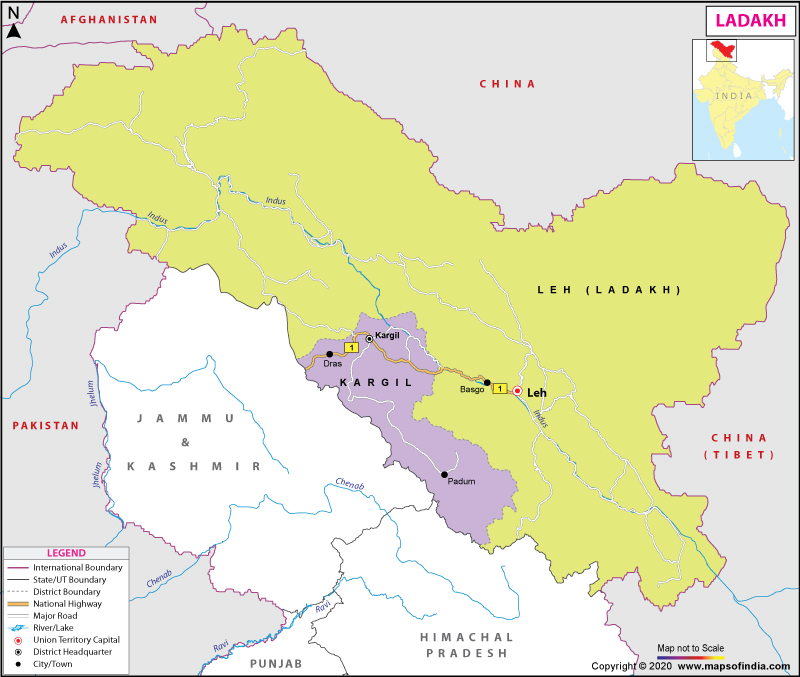 N
AFGHANISTAN
LADAKH
CHINA
INDIA
Indus
Indus
Indus
LEH (LADAKH)
Kargil
1
Dras
KARGIL
Basgo
1
Leh
Indus
Jhelum
PAKISTAN
JAMMU
&
KASHMIR
CHINA
(TIBET)
Jhelum
Padum
Chenab
LEGEND
International Boundary
State/UT Boundary
District Boundary
National Highway
Major Road
River/Lake
Union Territory Capital
District Headquarter
City/Town
Chenab
Ravi
Ravi
HIMACHAL
PRADESH
PUNJAB
Map not to Scale
Copyright © 2020 www.mapsofindia.com